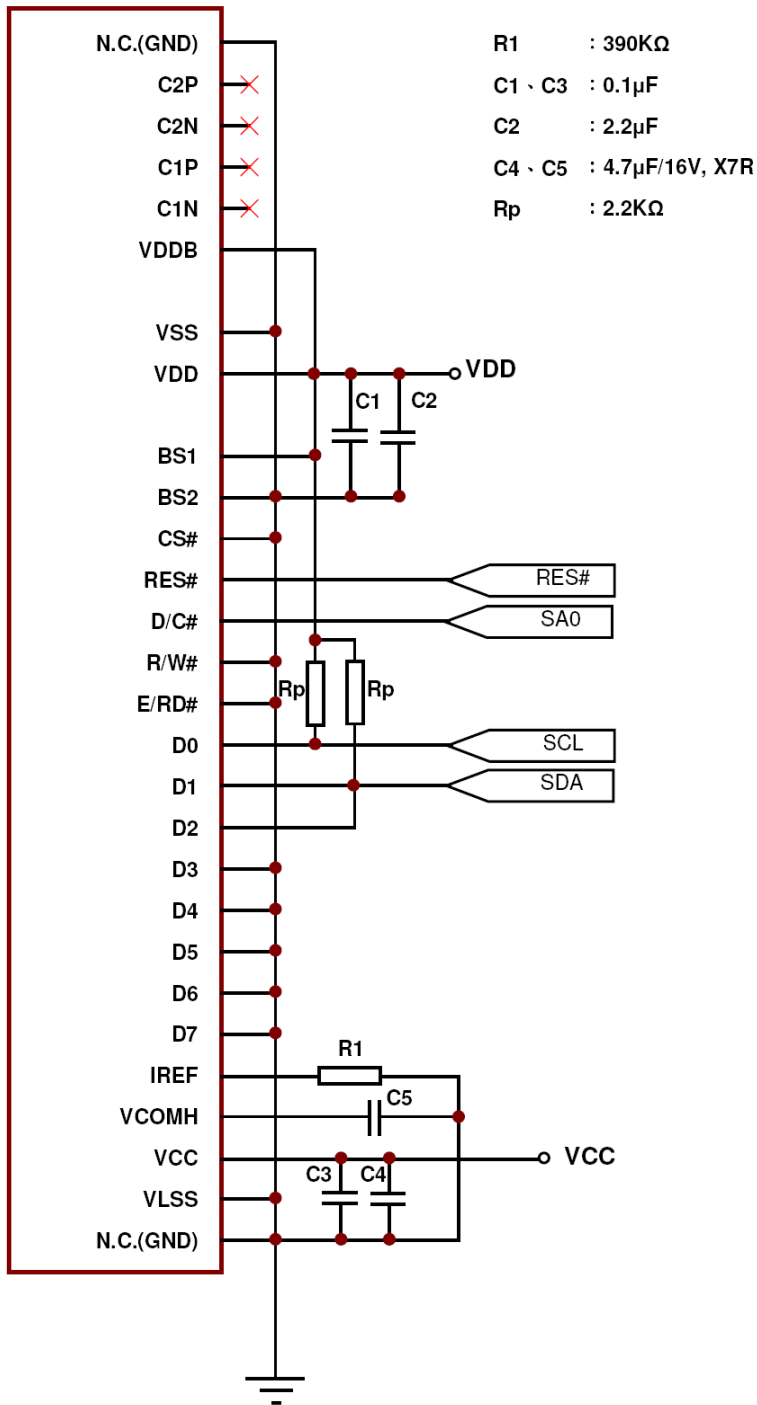 N.C.(GND)
R1 : 390KΩ
C2P
C1、C3 : 0.1µF
C2N
C2 : 2.2µF
C1P
C4、C5 : 4.7µF/16V, X7R
C1N
Rp : 2.2KΩ
VDDB
VSS
VDD
VDD
C1 C2
BS1
BS2
CS#
RES# RES#
D/C# SA0
R/W#
Rp Rp
E/RD#
D0 SCL
D1 SDA
D2
D3
D4
D5
D6
D7
R1
IREF
C5
VCOMH
VCC VCC
C3 C4
VLSS
N.C.(GND)